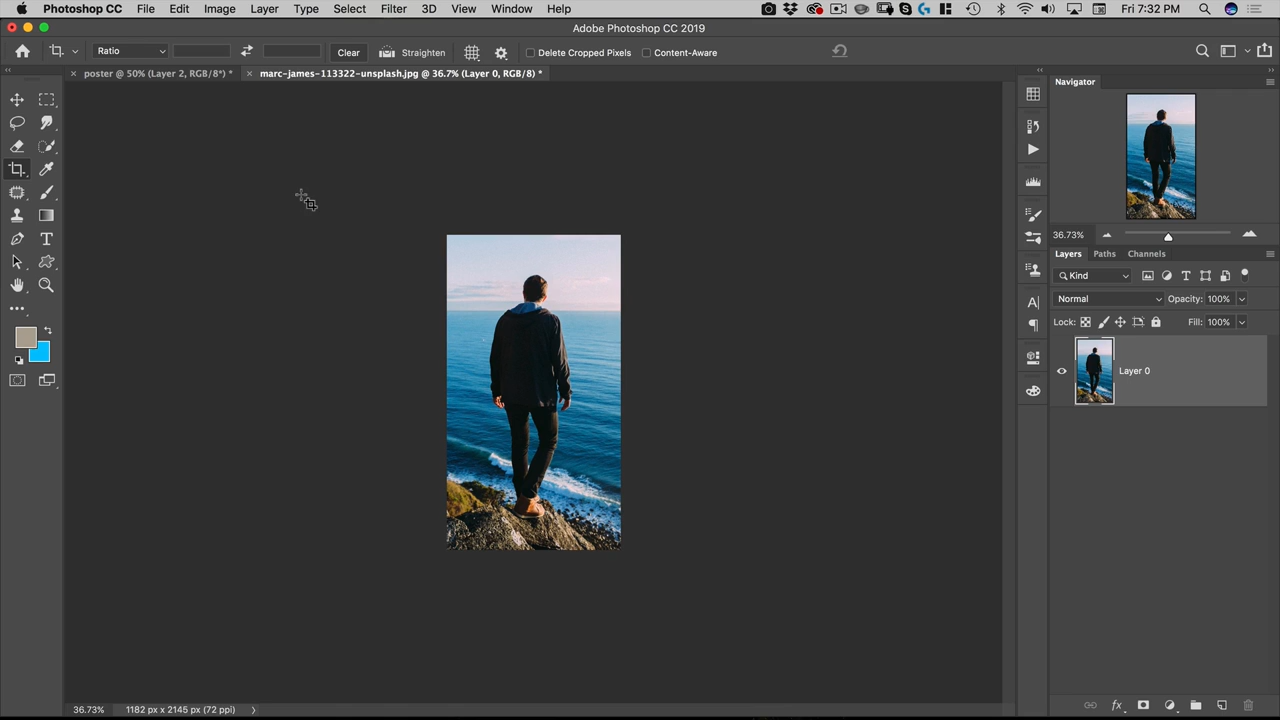 Photoshop CC File Edit Image Layer Type Select Filter 3D View Window Help Fri 7:32 PM
Adobe Photoshop CC 2019
Ratio Clear Straighten Delete Cropped Pixels Content-Aware
poster @ 50% (Layer 2, RGB/8*) * marc-james-113322-unsplash.jpg @ 36.7% (Layer 0, RGB/8) *
Navigator
36.73%
Layers Paths Channels
Kind
Normal Opacity: 100%
Lock: Fill: 100%
Layer 0
36.73% 1182 px x 2145 px (72 ppi)